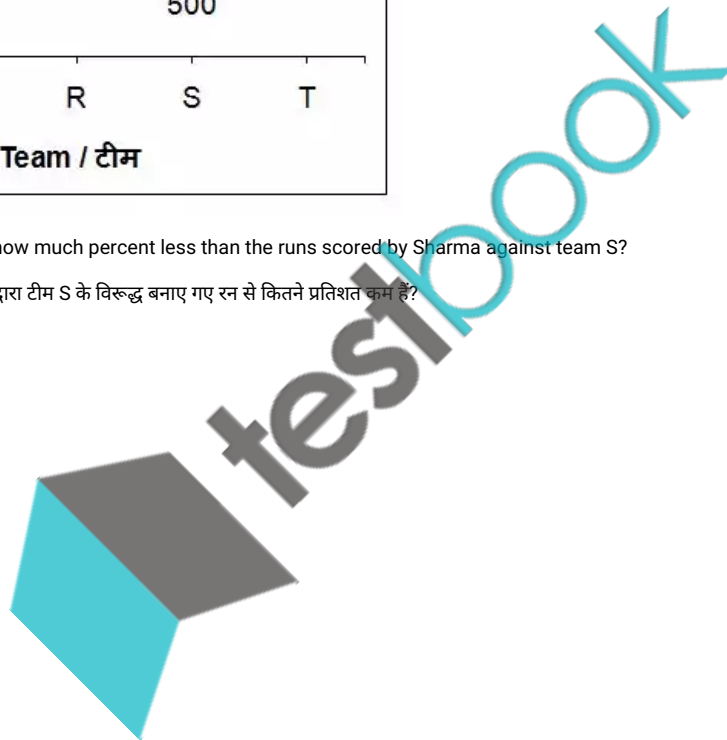 500
R S T
Team / टीम
how much percent less than the runs scored by Sharma against team S?
द्वारा टीम S के विरूद्ध बनाए गए रन से कितने प्रतिशत कम हैं?
testbook